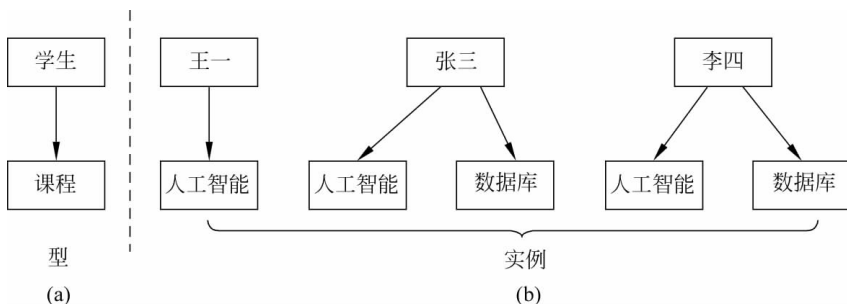 学生
王一
张三
李四
课程
人工智能
人工智能
数据库
人工智能
数据库
型
实例
(a)
(b)